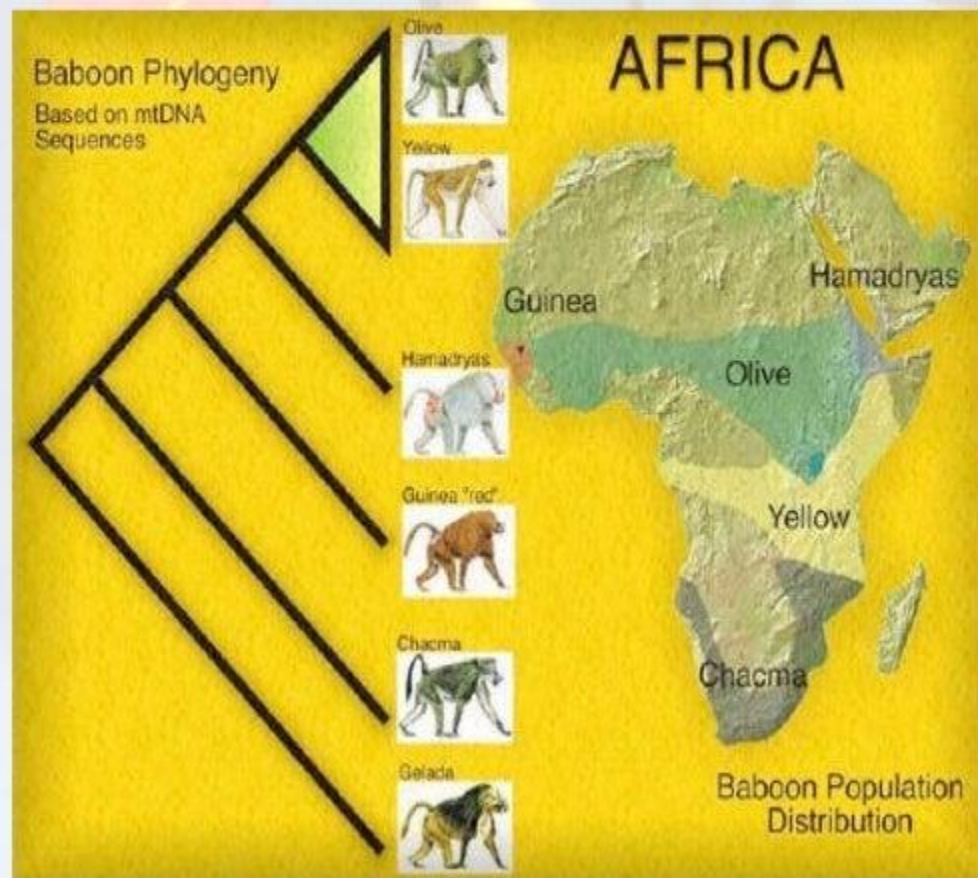 Baboon Phylogeny
Based on mtDNA
Sequences
Olive
Yellow
Hamadryas
Guinea "red"
Chacma
Gelada
AFRICA
Hamadryas
Guinea
Olive
Yellow
Chacma
Baboon Population
Distribution